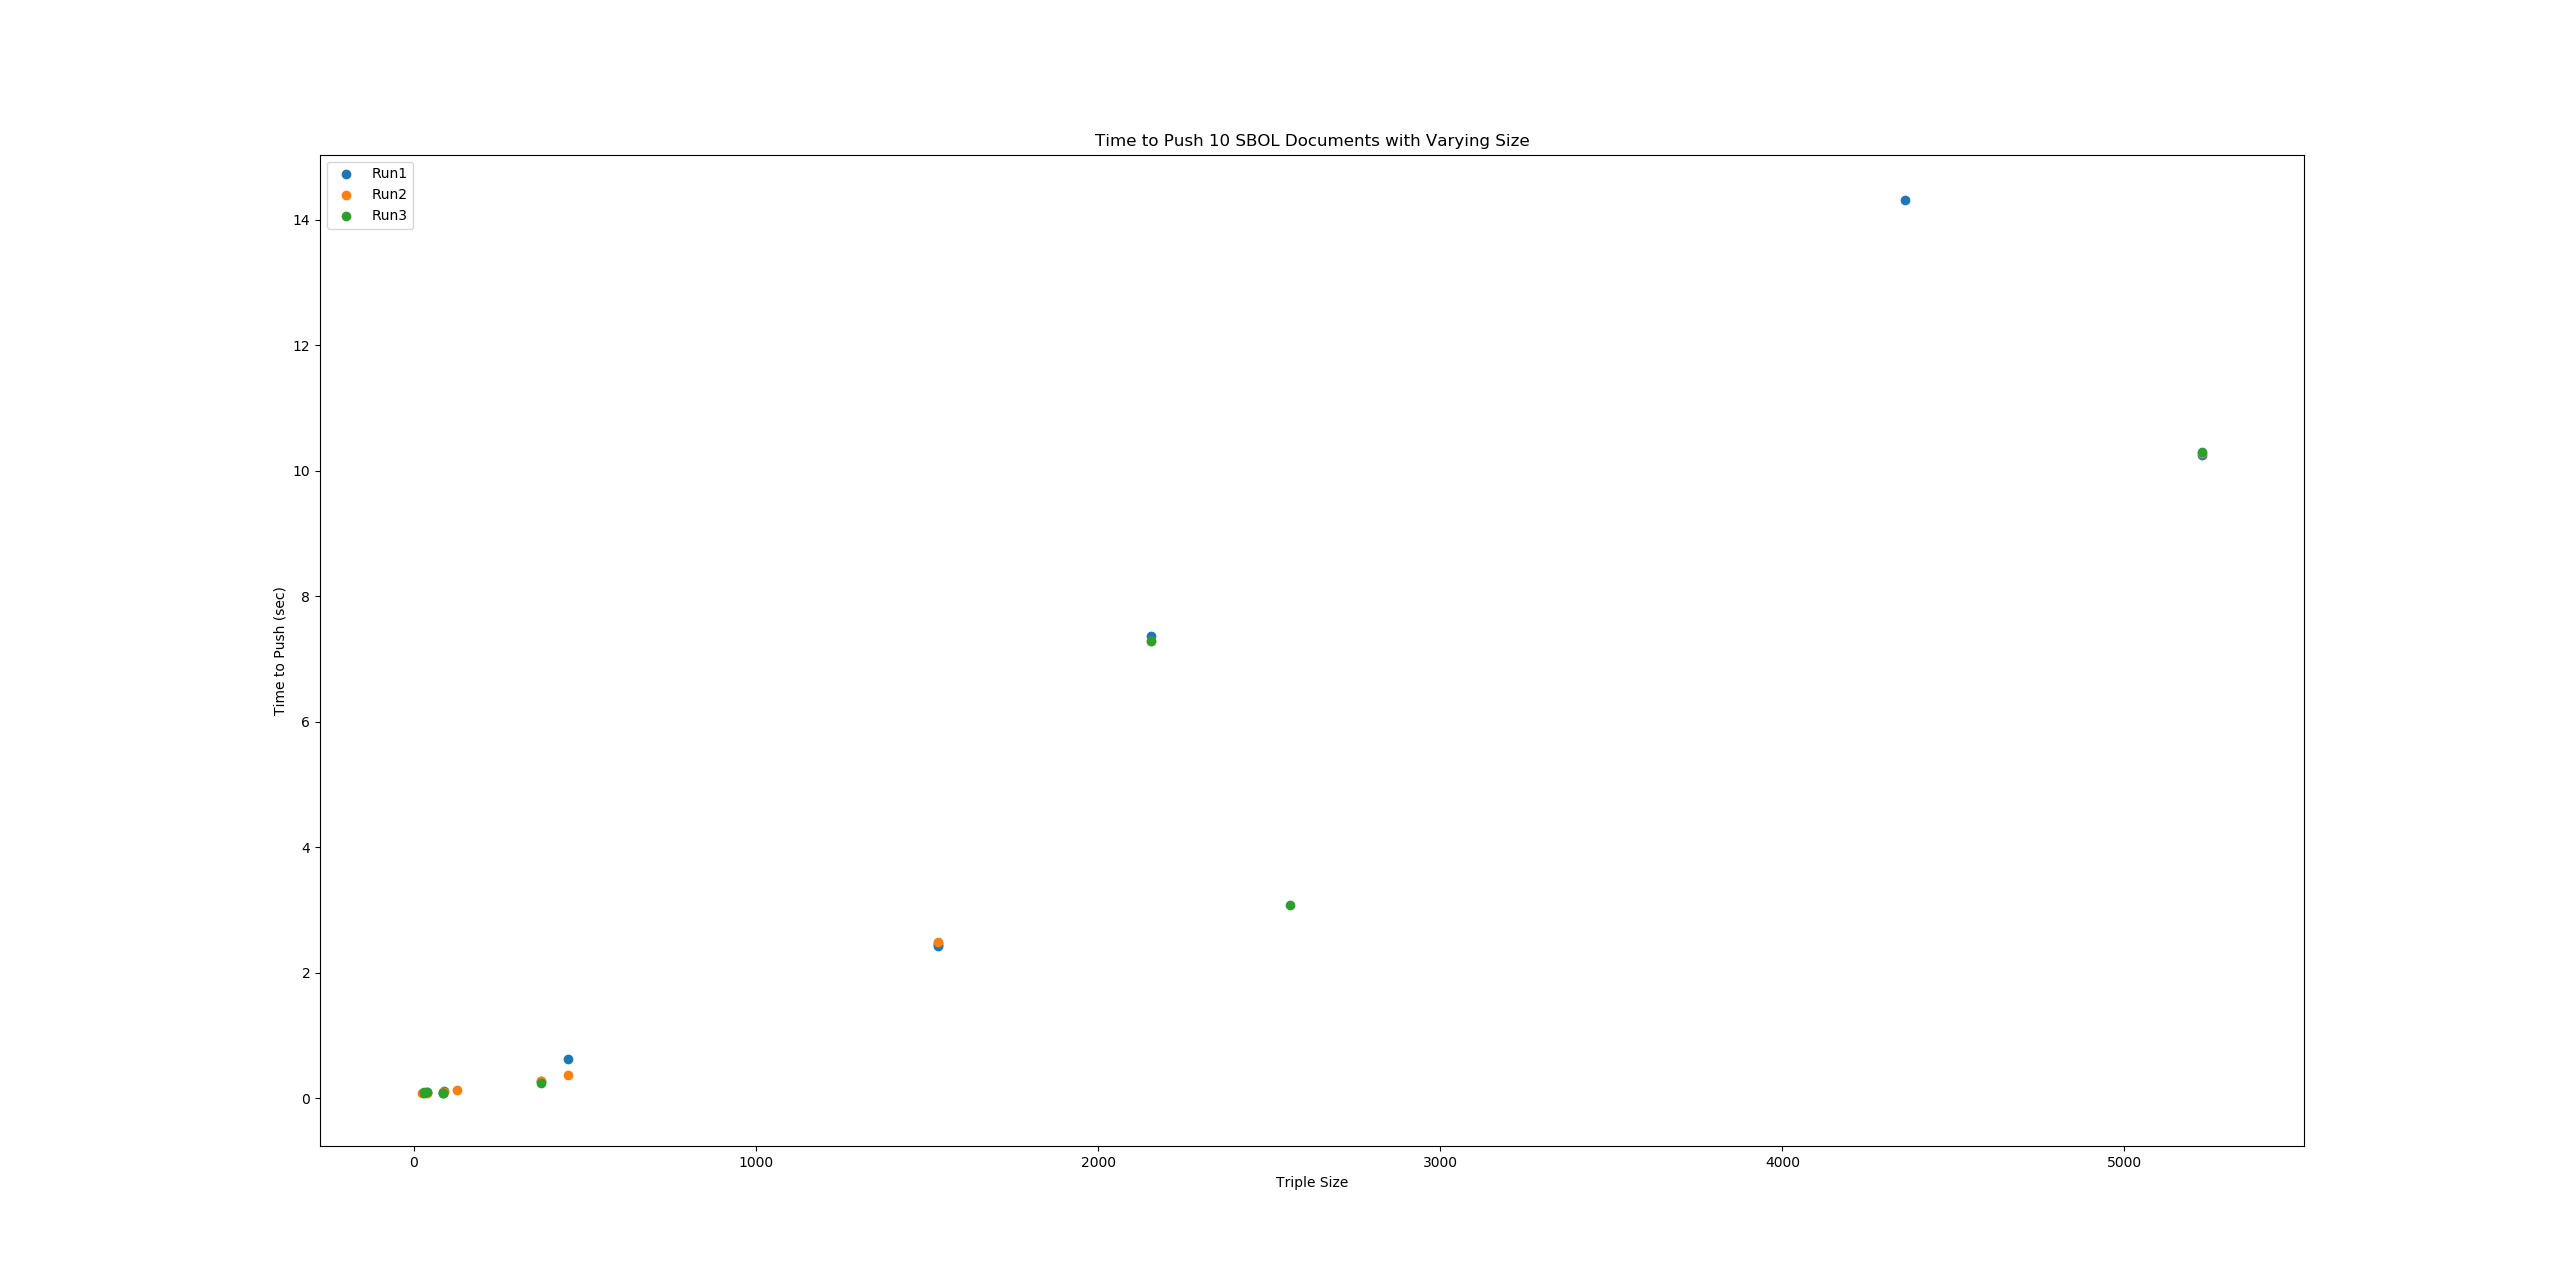 Time to Push 10 SBOL Documents with Varying Size
Run1
Run2
Run3
14
12
10
8
6
4
2
0
Time to Push (sec)
0 1000 2000 3000 4000 5000
Triple Size